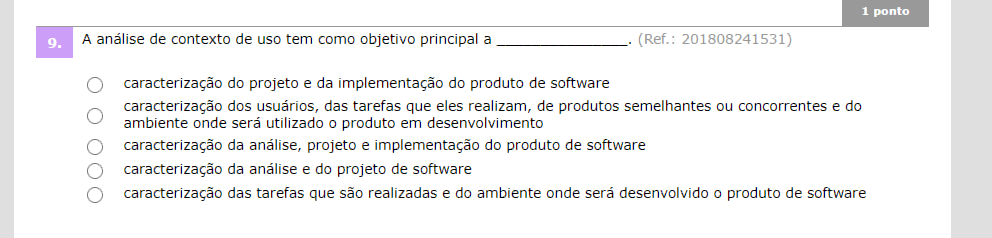 1 ponto
9. A análise de contexto de uso tem como objetivo principal a _________________. (Ref.: 201808241531)
caracterização do projeto e da implementação do produto de software
caracterização dos usuários, das tarefas que eles realizam, de produtos semelhantes ou concorrentes e do
ambiente onde será utilizado o produto em desenvolvimento
caracterização da análise, projeto e implementação do produto de software
caracterização da análise e do projeto de software
caracterização das tarefas que são realizadas e do ambiente onde será desenvolvido o produto de software